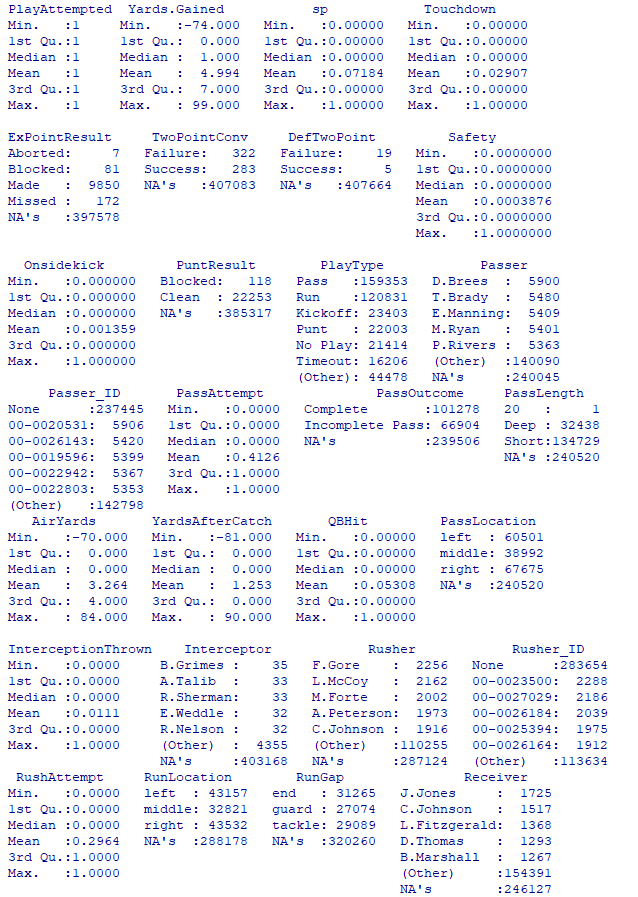 PlayAttempted  Yards.Gained           sp            Touchdown
Min.   :1     Min.   :-74.000   Min.   :0.00000   Min.   :0.00000
1st Qu.:1     1st Qu.:  0.000   1st Qu.:0.00000   1st Qu.:0.00000
Median :1     Median :  1.000   Median :0.00000   Median :0.00000
Mean   :1     Mean   :  4.994   Mean   :0.07184   Mean   :0.02907
3rd Qu.:1     3rd Qu.:  7.000   3rd Qu.:0.00000   3rd Qu.:0.00000
Max.   :1     Max.   : 99.000   Max.   :1.00000   Max.   :1.00000
ExPointResult     TwoPointConv     DefTwoPoint         Safety
Aborted:     7   Failure:   322   Failure:    19   Min.   :0.0000000
Blocked:    81   Success:   283   Success:     5   1st Qu.:0.0000000
Made   :  9850   NA's   :407083   NA's   :407664   Median :0.0000000
Missed :   172                                     Mean   :0.0003876
NA's   :397578                                     3rd Qu.:0.0000000
Max.   :1.0000000
Onsidekick         PuntResult        PlayType            Passer
Min.   :0.000000   Blocked:   118   Pass   :159353   D.Brees  :  5900
1st Qu.:0.000000   Clean  : 22253   Run    :120831   T.Brady  :  5480
Median :0.000000   NA's   :385317   Kickoff: 23403   E.Manning:  5409
Mean   :0.001359                    Punt   : 22003   M.Ryan   :  5401
3rd Qu.:0.000000                    No Play: 21414   P.Rivers :  5363
Max.   :1.000000                    Timeout: 16206   (Other)  :140090
(Other): 44478   NA's     :240045
Passer_ID       PassAttempt              PassOutcome     PassLength
None      :237445   Min.   :0.0000   Complete       :101278   20   :     1
00-0020531:  5906   1st Qu.:0.0000   Incomplete Pass: 66904   Deep : 32438
00-0026143:  5420   Median :0.0000   NA's           :239506   Short:134729
00-0019596:  5399   Mean   :0.4126                            NA's :240520
00-0022942:  5367   3rd Qu.:1.0000
00-0022803:  5353   Max.   :1.0000
(Other)   :142798
AirYards       YardsAfterCatch       QBHit         PassLocation
Min.   :-70.000   Min.   :-81.000   Min.   :0.00000   left  : 60501
1st Qu.:  0.000   1st Qu.:  0.000   1st Qu.:0.00000   middle: 38992
Median :  0.000   Median :  0.000   Median :0.00000   right : 67675
Mean   :  3.264   Mean   :  1.253   Mean   :0.05308   NA's  :240520
3rd Qu.:  4.000   3rd Qu.:  0.000   3rd Qu.:0.00000
Max.   : 84.000   Max.   : 90.000   Max.   :1.00000
InterceptionThrown    Interceptor            Rusher            Rusher_ID
Min.   :0.0000     B.Grimes :    35   F.Gore    :  2256   None      :283654
1st Qu.:0.0000     A.Talib  :    33   L.McCoy   :  2162   00-0023500:  2288
Median :0.0000     R.Sherman:    33   M.Forte   :  2002   00-0027029:  2186
Mean   :0.0111     E.Weddle :    32   A.Peterson:  1973   00-0026184:  2039
3rd Qu.:0.0000     R.Nelson :    32   C.Johnson :  1916   00-0025394:  1975
Max.   :1.0000     (Other)  :  4355   (Other)   :110255   00-0026164:  1912
NA's     :403168   NA's      :287124   (Other)   :113634
RushAttempt     RunLocation         RunGap             Receiver
Min.   :0.0000   left  : 43157   end   : 31265   J.Jones     :  1725
1st Qu.:0.0000   middle: 32821   guard : 27074   C.Johnson   :  1517
Median :0.0000   right : 43532   tackle: 29089   L.Fitzgerald:  1368
Mean   :0.2964   NA's  :288178   NA's  :320260   D.Thomas    :  1293
3rd Qu.:1.0000                                   B.Marshall  :  1267
Max.   :1.0000                                   (Other)     :154391
NA's        :246127